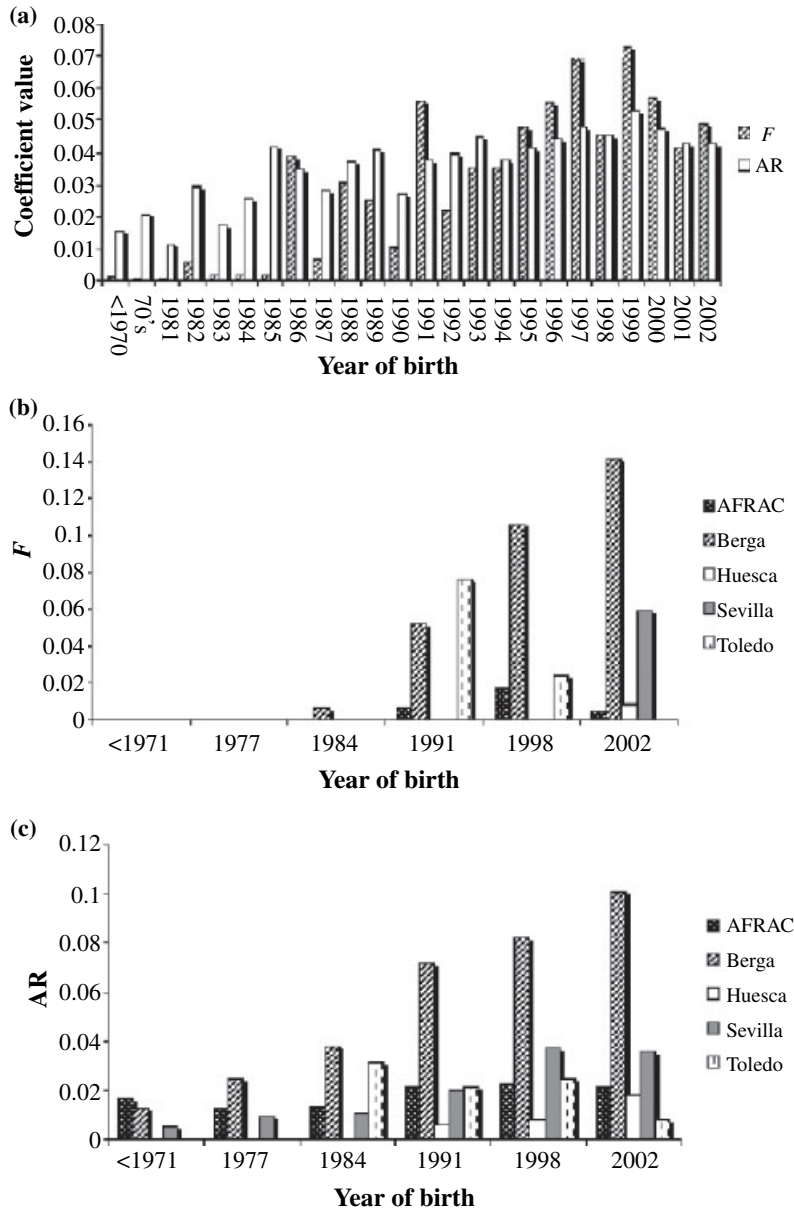 (a)
0.08
0.07
0.06
0.05
0.04
0.03
0.02
0.01
0
Coefficient value
F
AR
<1970
70's
1981
1982
1983
1984
1985
1986
1987
1988
1989
1990
1991
1992
1993
1994
1995
1996
1997
1998
1999
2000
2001
2002
Year of birth
(b)
0.16
0.14
0.12
0.1
0.08
0.06
0.04
0.02
0
F
AFRAC
Berga
Huesca
Sevilla
Toledo
<1971 1977 1984 1991 1998 2002
Year of birth
(c)
0.12
0.1
0.08
0.06
0.04
0.02
0
AR
AFRAC
Berga
Huesca
Sevilla
Toledo
<1971 1977 1984 1991 1998 2002
Year of birth